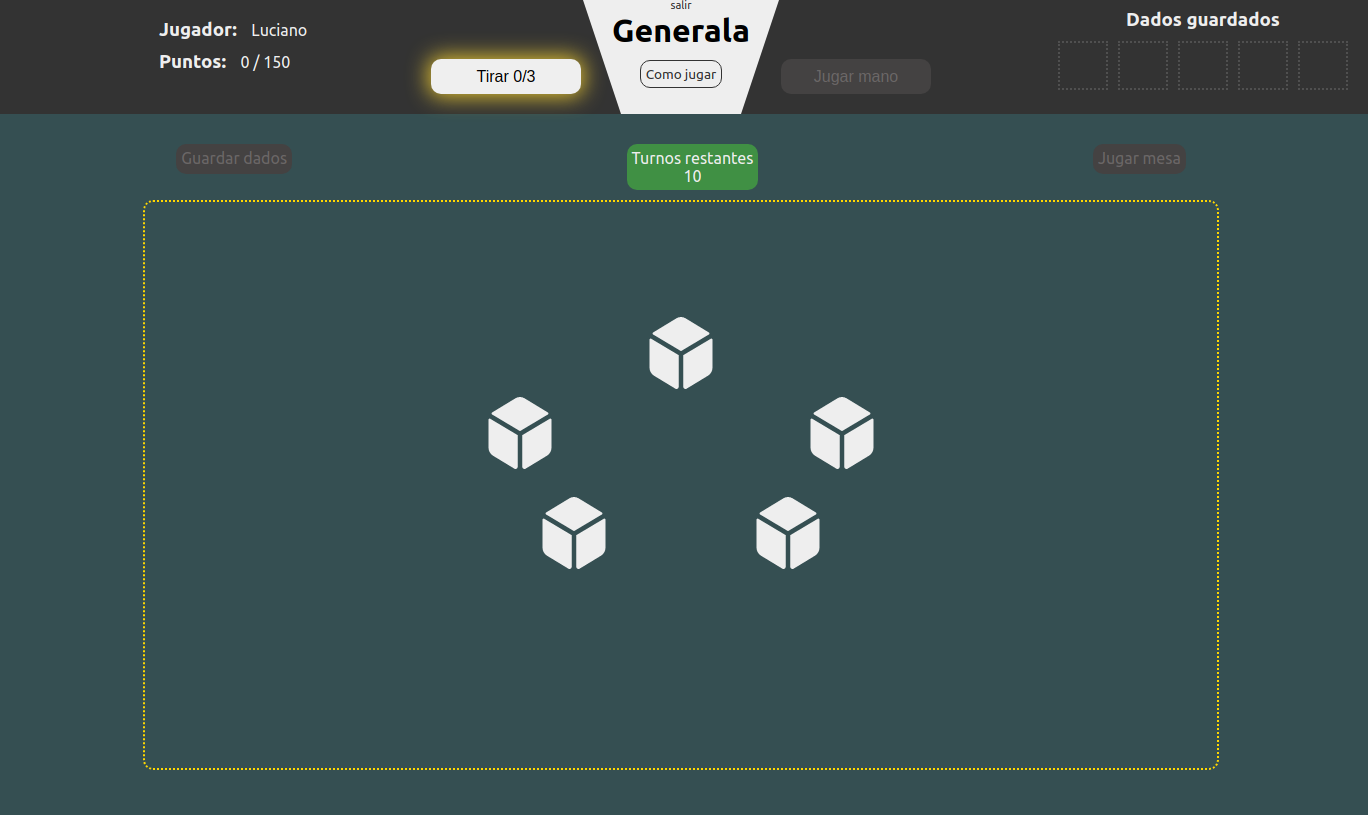 salir
Generala
Como jugar
Jugador: Luciano
Puntos: 0 / 150
Tirar 0/3
Jugar mano
Dados guardados
Guardar dados
Turnos restantes
10
Jugar mesa